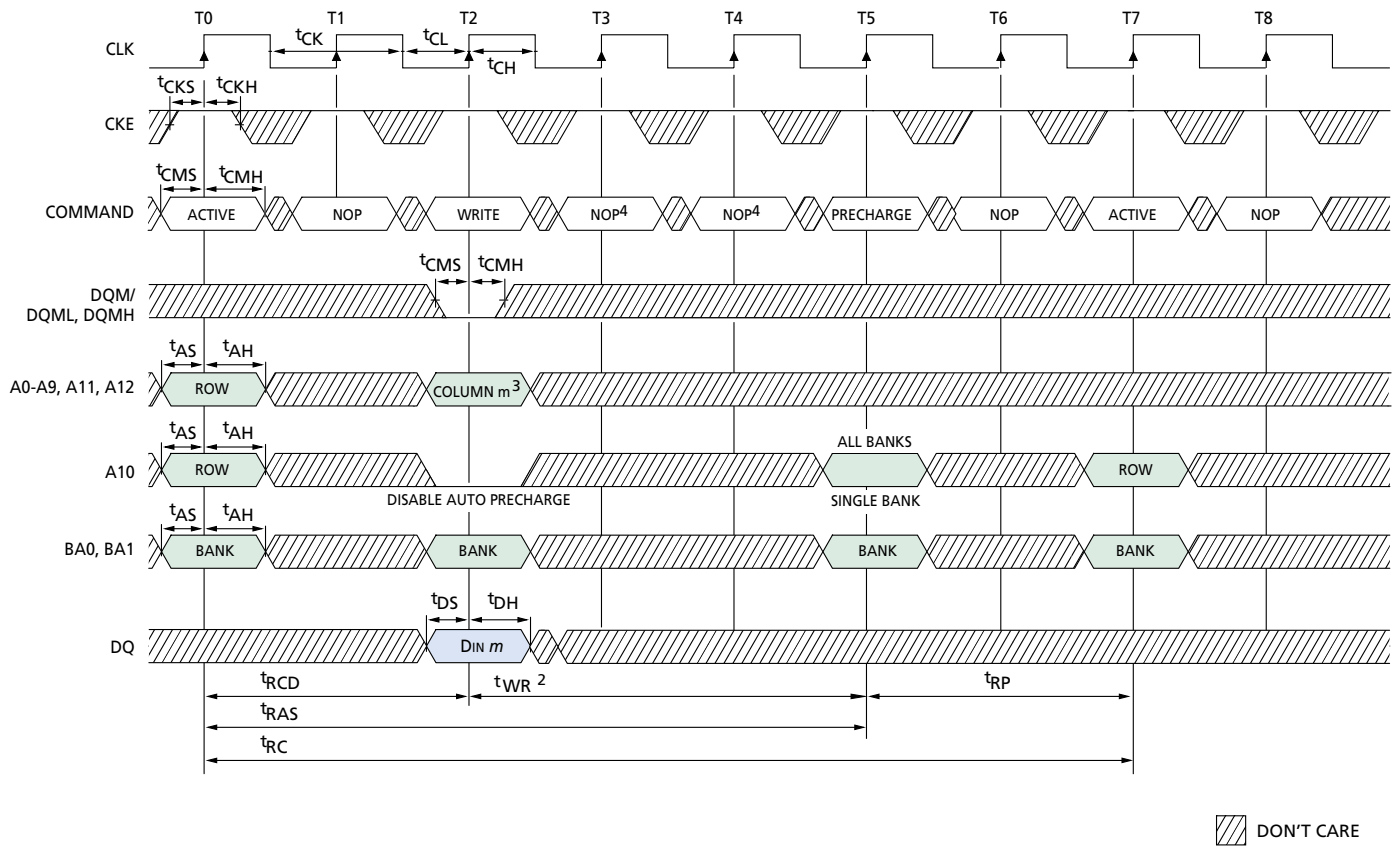 T0 T1 T2 T3 T4 T5 T6 T7 T8
CLK
tCK tCL
tCH
tCKS tCKH
CKE
tCMS tCMH
COMMAND ACTIVE NOP WRITE NOP4 NOP4 PRECHARGE NOP ACTIVE NOP
tCMS tCMH
DQM/
DQML, DQMH
tAS tAH
A0-A9, A11, A12 ROW COLUMN m3
tAS tAH
ALL BANKS
A10 ROW ROW
DISABLE AUTO PRECHARGE SINGLE BANK
tAS tAH
BA0, BA1 BANK BANK BANK BANK
tDS tDH
DQ DIN m
tRCD tWR 2 tRP
tRAS
tRC
DON'T CARE